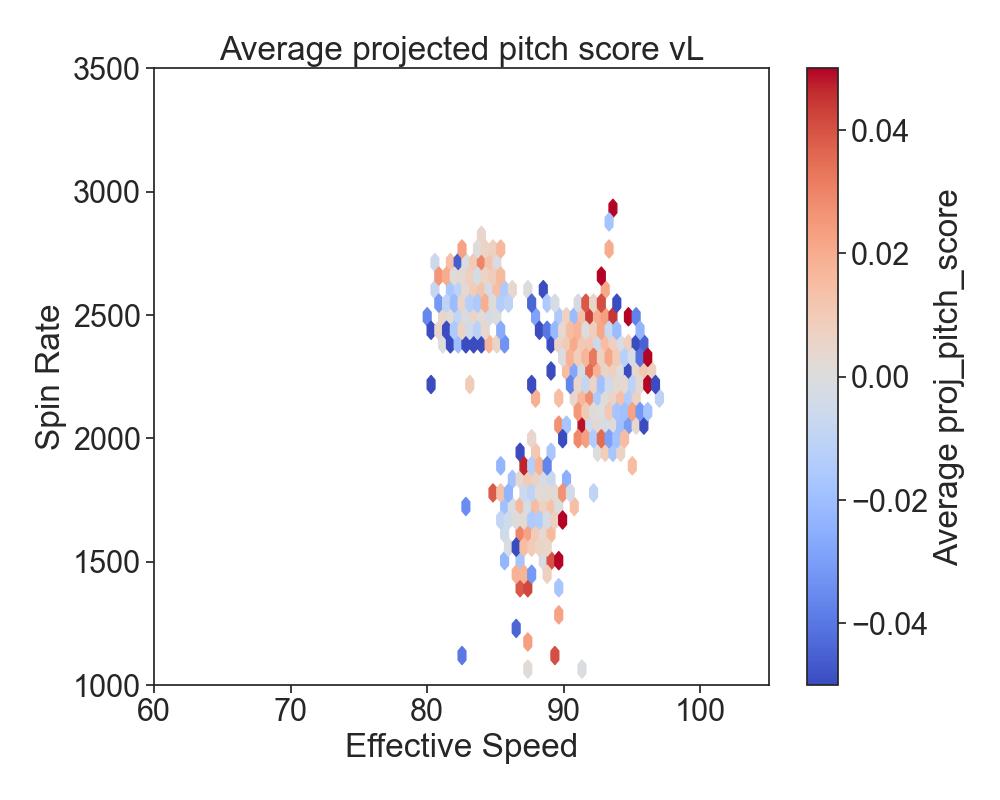 Average projected pitch score vL
3500
3000
2500
2000
1500
1000
Spin Rate
60 70 80 90 100
Effective Speed
0.04
0.02
0.00
−0.02
−0.04
Average proj_pitch_score